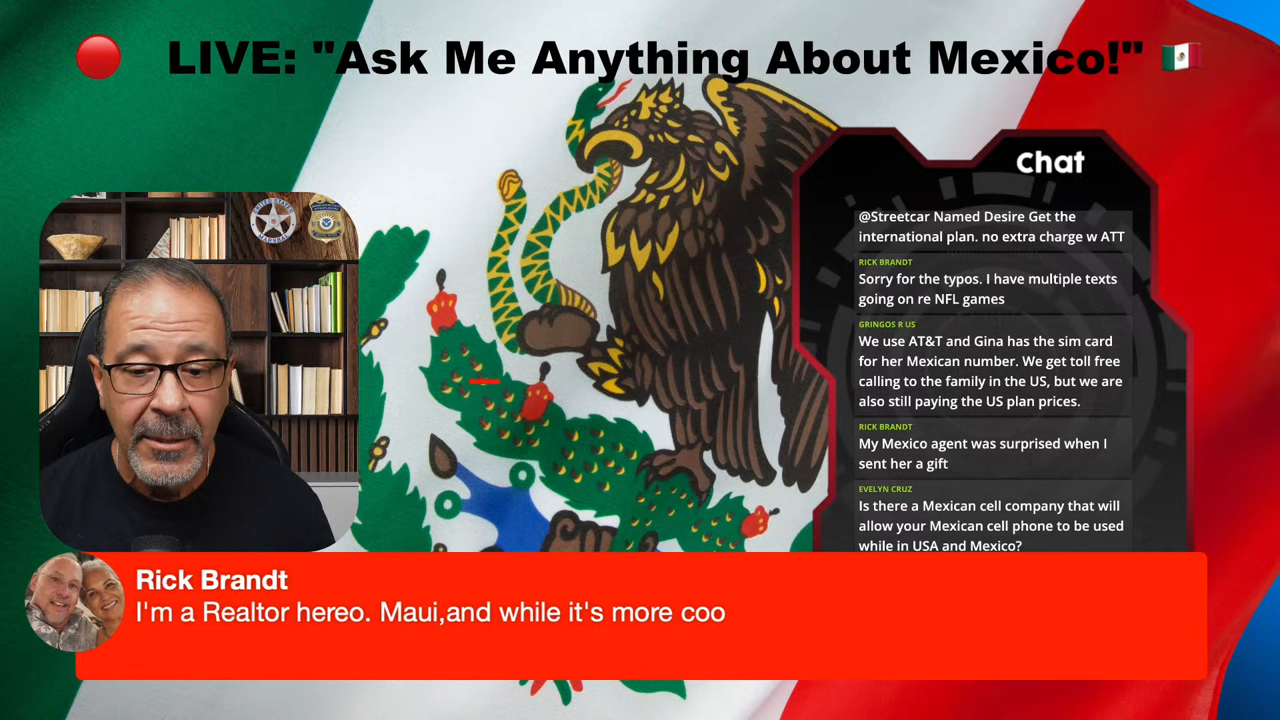 LIVE: "Ask Me Anything About Mexico!"
chat
@Streetcar Named Desire Get the
international plan. no extra charge w ATT
RICK BRANDT
Sorry for the typos. I have multiple texts
going on re NFL games
GRINGOS R US
We use AT&T and Gina has the sim card
for her Mexican number. We get toll free
calling to the family in the US, but we are
also still paying the US plan prices.
RICK BRANDT
My Mexico agent was surprised when I
sent her a gift
EVELYN CRUZ
Is there a Mexican cell company that will
allow your Mexican cell phone to be used
while in USA and Mexico?
Rick Brandt
I'm a Realtor hereo. Maui,and while it's more coo